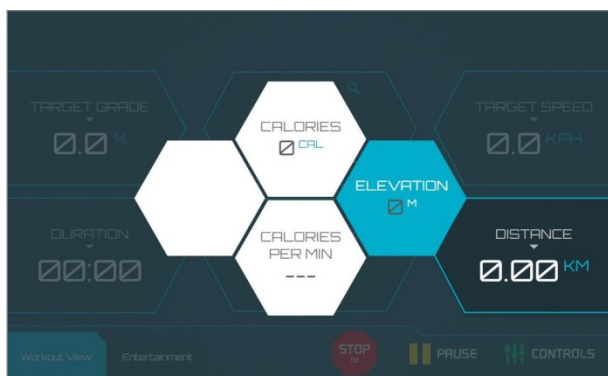 TARGET GRADE
0.0 %
CALORIES
0 CAL
TARGET SPEED
0.0 KPH
ELEVATION
0 M
DURATION
00:00
CALORIES
PER MIN
---
DISTANCE
0.00 KM
Workout View
Entertainment
STOP
PAUSE
CONTROLS